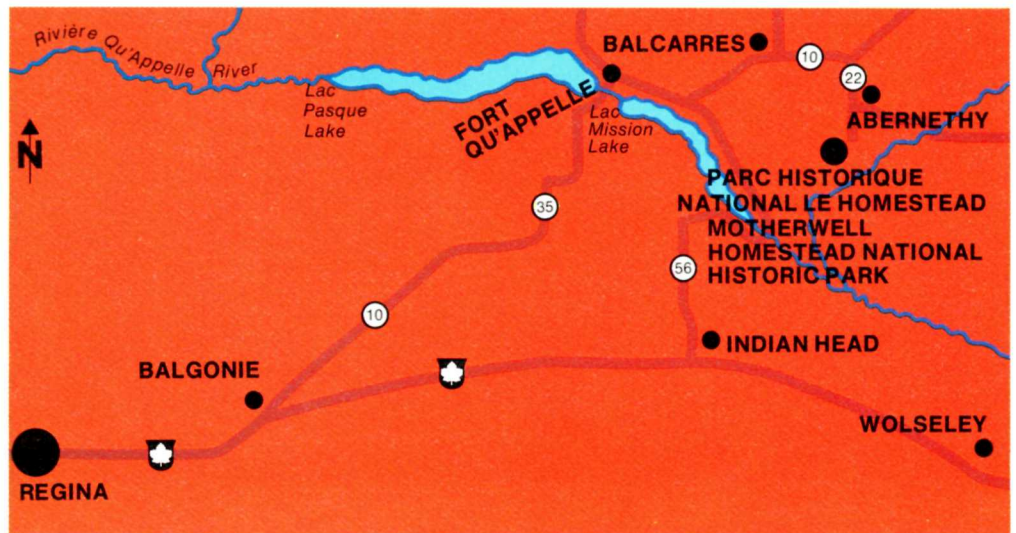 Rivière Qu'Appelle River
Lac
Pasque
Lake
BALCARRES
10
22
ABERNETHY
FORT
QU'APPELLE
Lac
Mission
Lake
N
PARC HISTORIQUE
NATIONAL LE HOMESTEAD
MOTHERWELL
HOMESTEAD NATIONAL
HISTORIC PARK
35
56
10
INDIAN HEAD
BALGONIE
WOLSELEY
REGINA